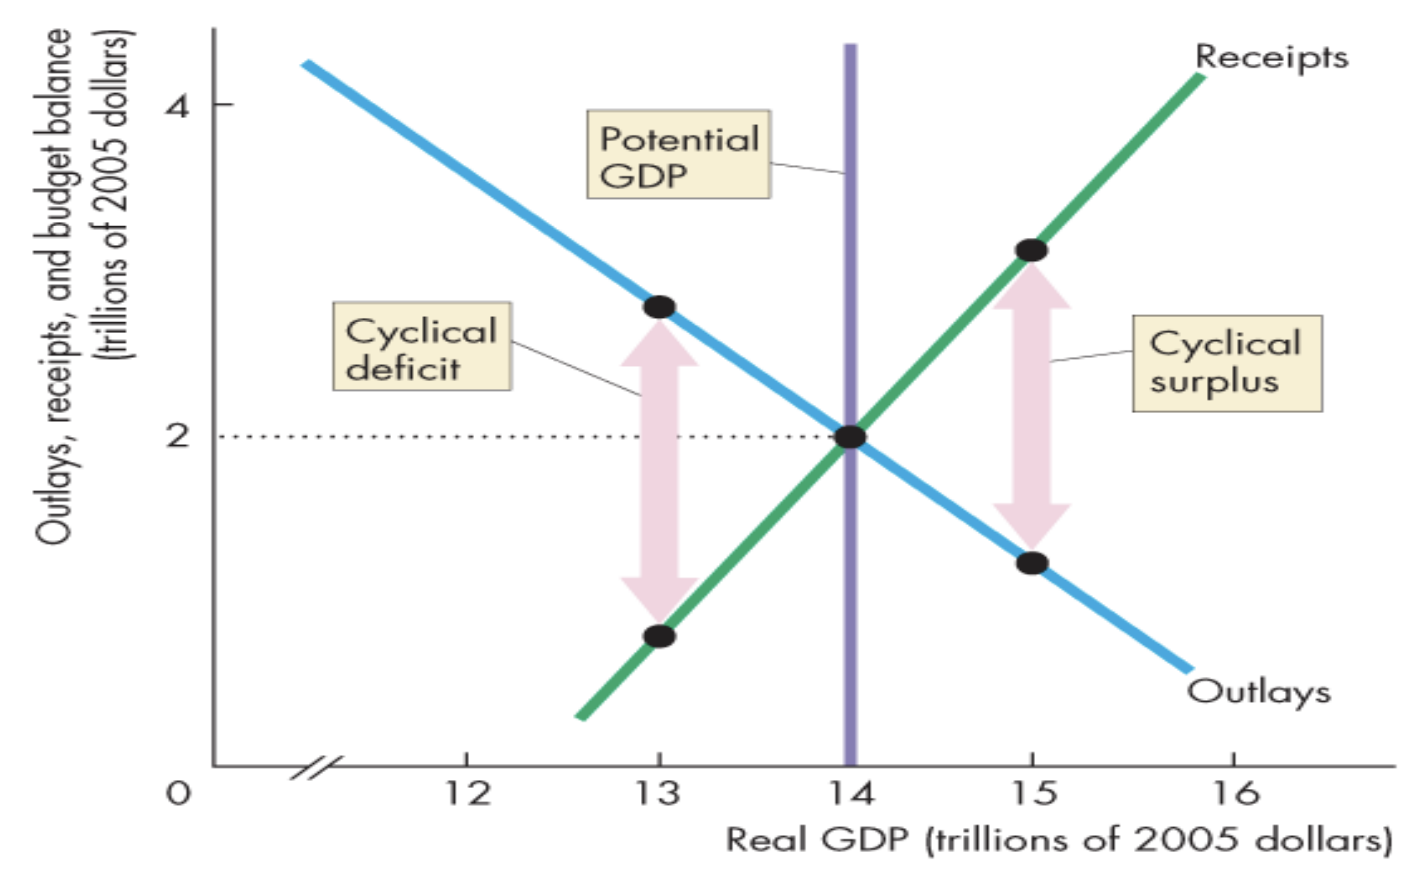 Outlays, receipts, and budget balance
(trillions of 2005 dollars)
Receipts
4
Potential
GDP
Cyclical
deficit
Cyclical
surplus
2
Outlays
0
12
13
14
15
16
Real GDP (trillions of 2005 dollars)